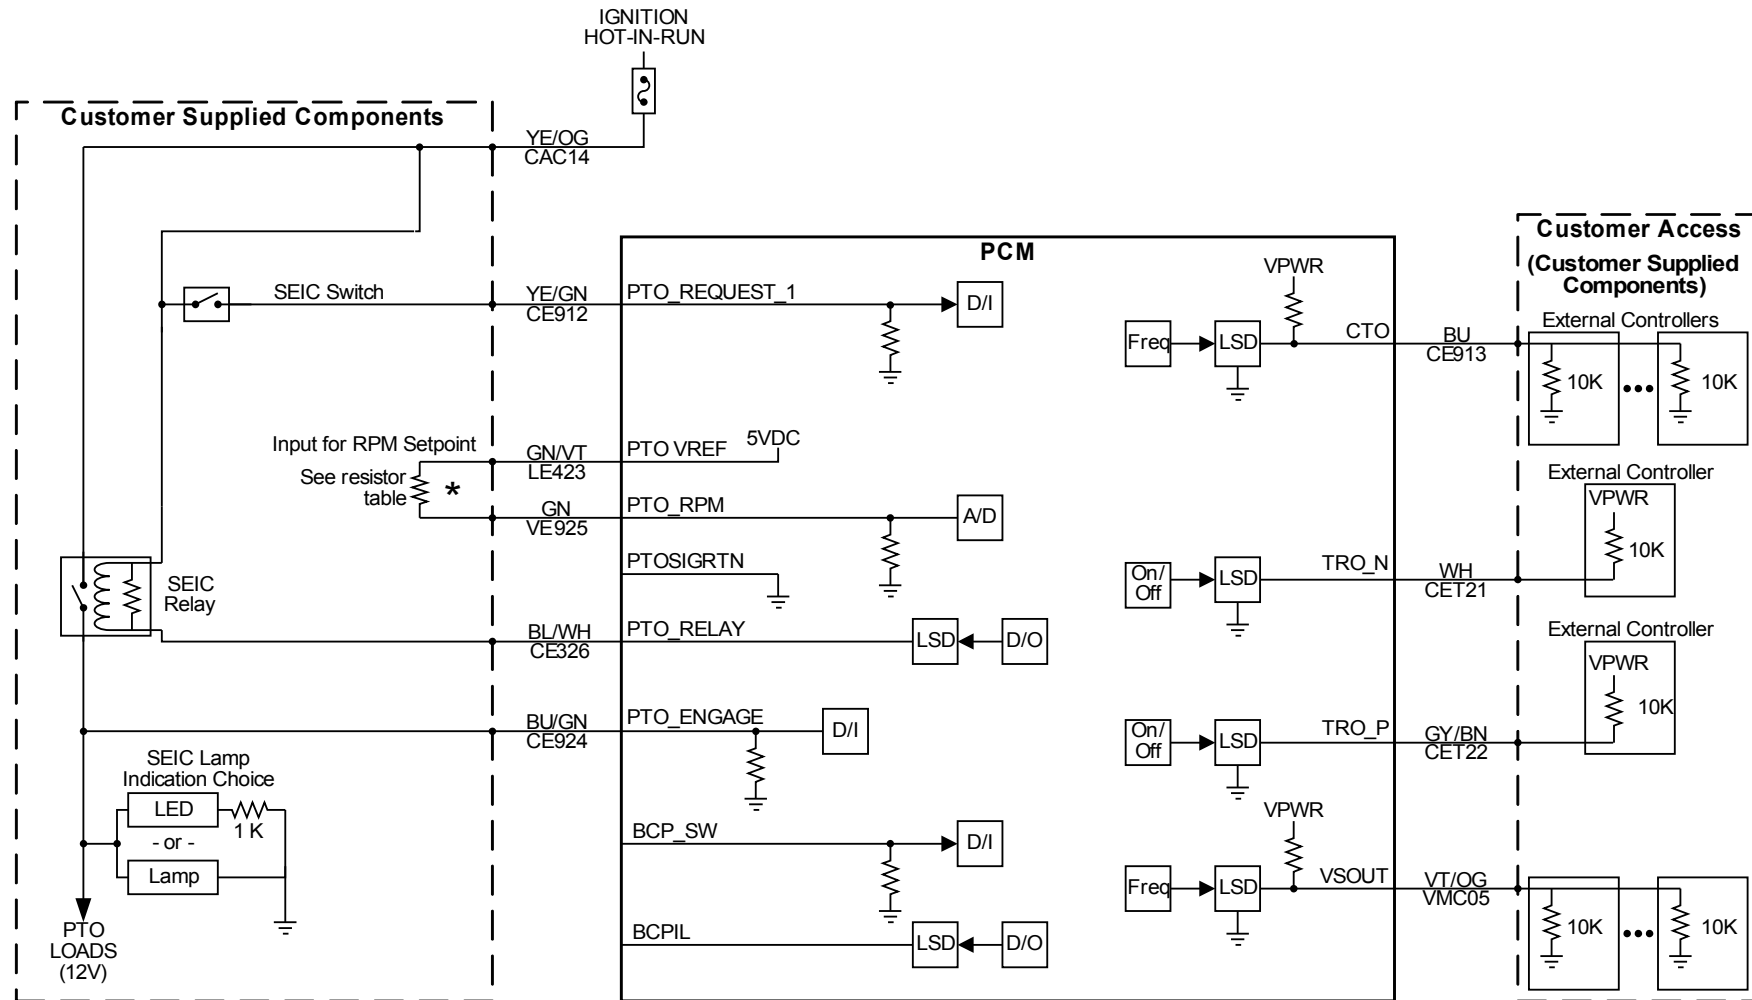 IGNITION
HOT-IN-RUN
Customer Supplied Components
YE/OG
CAC14
SEIC Switch
YE/GN
CE912
Input for RPM Setpoint
See resistor
table
*
GN/VT
LE423
GN
VE925
SEIC
Relay
BL/WH
CE326
BU/GN
CE924
SEIC Lamp
Indication Choice
LED
1 K
- or -
Lamp
PTO
LOADS
(12V)
PCM
PTO_REQUEST_1
D/I
PTO VREF
5VDC
PTO_RPM
A/D
PTOSIGRTN
PTO_RELAY
LSD
D/O
PTO_ENGAGE
D/I
BCP_SW
D/I
BCPIL
LSD
D/O
VPWR
Freq
LSD
CTO
On/
Off
LSD
TRO_N
On/
Off
LSD
TRO_P
VPWR
Freq
LSD
VSOUT
BU
CE913
WH
CET21
GY/BN
CET22
VT/OG
VMC05
Customer Access
(Customer Supplied
Components)
External Controllers
10K
10K
External Controller
VPWR
10K
External Controller
VPWR
10K
10K
10K